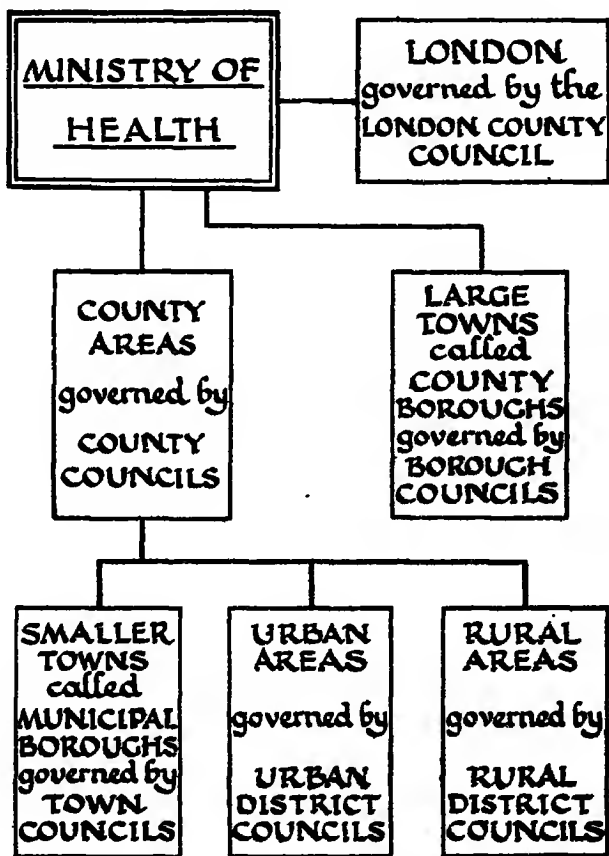 MINISTRY OF
HEALTH
LONDON
governed by the
LONDON COUNTY
COUNCIL
COUNTY
AREAS
governed by
COUNTY
COUNCILS
LARGE
TOWNS
called
COUNTY
BOROUGHS
governed by
BOROUGH
COUNCILS
SMALLER
TOWNS
called
MUNICIPAL
BOROUGHS
governed by
TOWN
COUNCILS
URBAN
AREAS
governed by
URBAN
DISTRICT
COUNCILS
RURAL
AREAS
governed by
RURAL
DISTRICT
COUNCILS